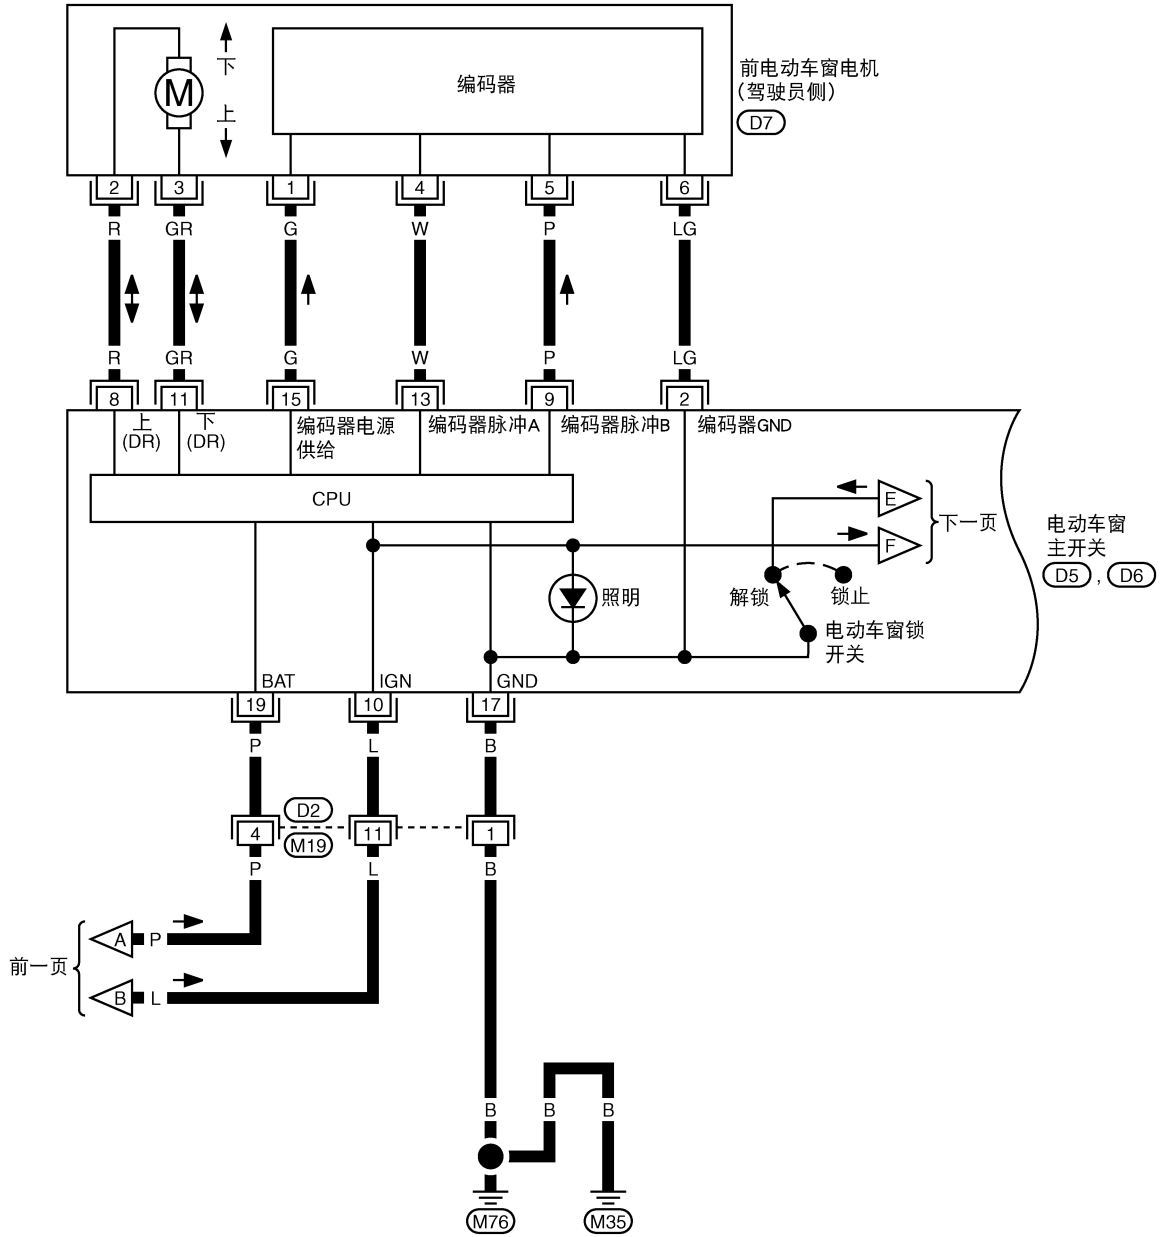 下
M
上
编码器
前电动车窗电机
(驾驶员侧)
D7
2 3 1 4 5 6
R GR G W P LG
R GR G W P LG
8 11 15 13 9 2
上
(DR)
下
(DR)
编码器电源
供给
编码器脉冲A
编码器脉冲B
编码器GND
CPU
E
F
下一页
电动车窗
主开关
D5 , D6
照明
解锁
锁止
电动车窗锁
开关
BAT IGN GND
19 10 17
P L B
D2
4 11 1
M19
P L B
前一页
A P
B L
B B B
M76 M35